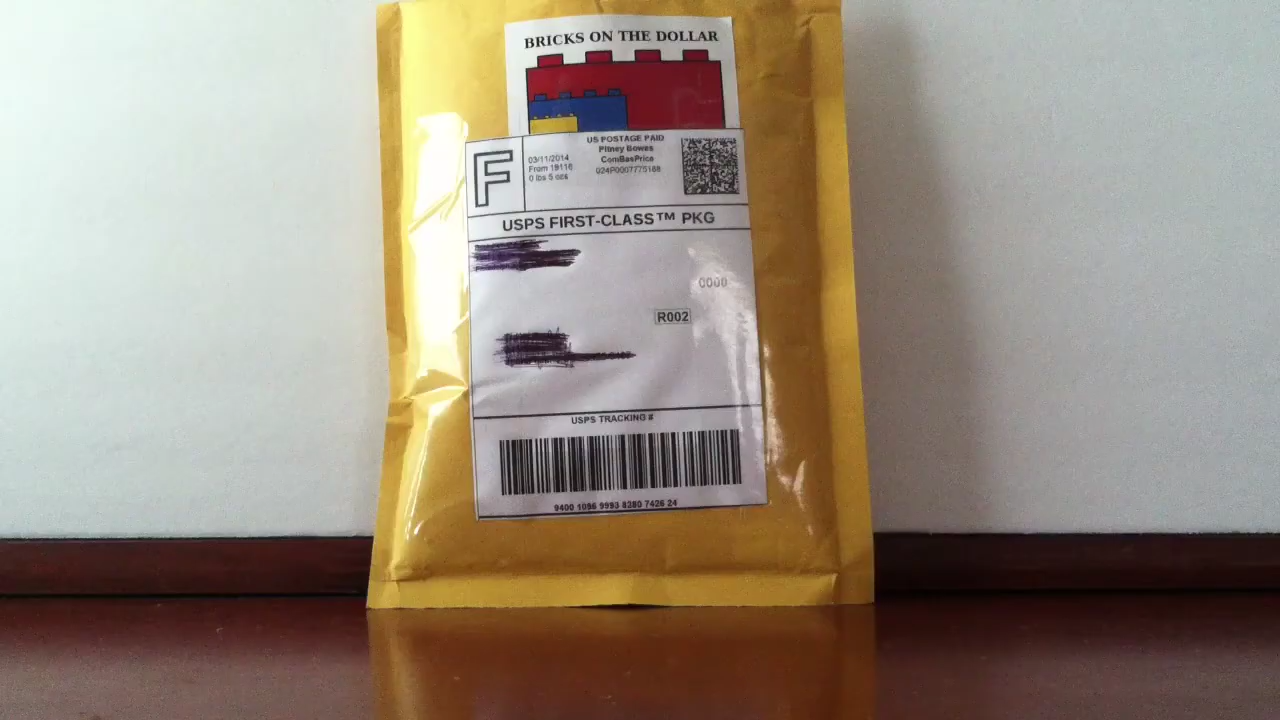 BRICKS ON THE DOLLAR
US POSTAGE PAID
F
03/11/2014
From 19116
0 lbs 5 ozs
Pitney Bowes
ComBasPrice
024P0007775188
USPS FIRST-CLASS™ PKG
0000
R002
USPS TRACKING #
9400 1096 9993 8280 7426 24